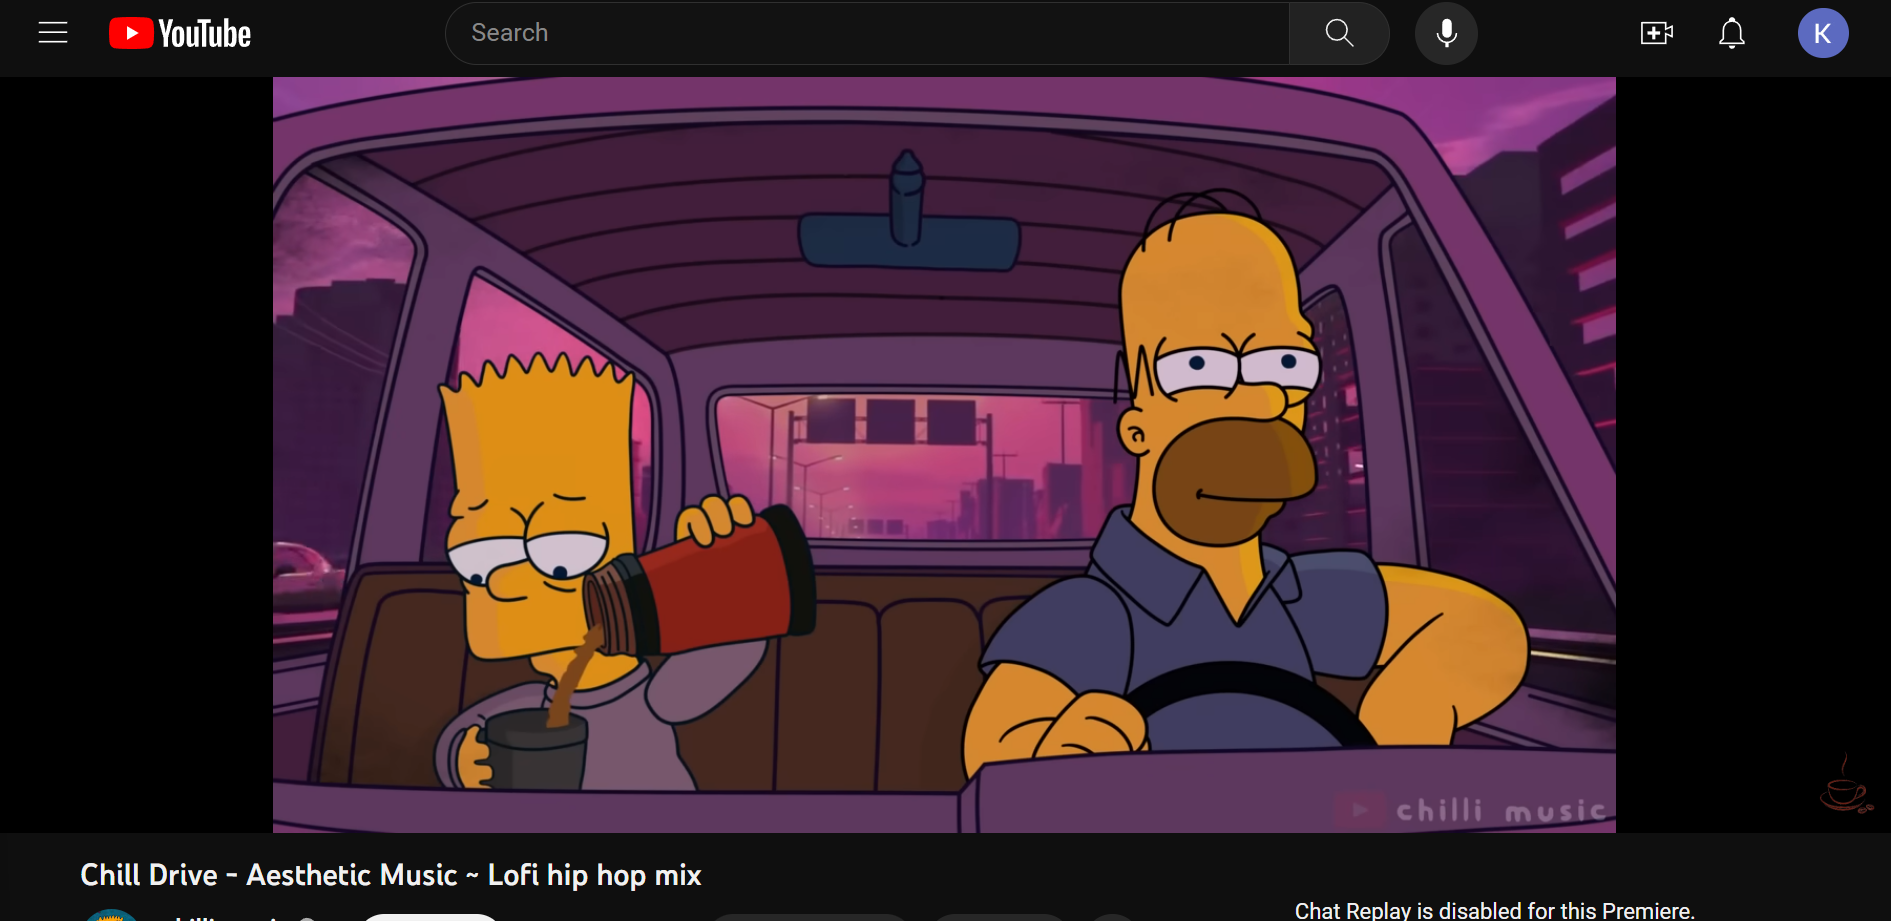 YouTube
Search
K
chilli music
Chill Drive - Aesthetic Music ~ Lofi hip hop mix
Chat Replay is disabled for this Premiere.